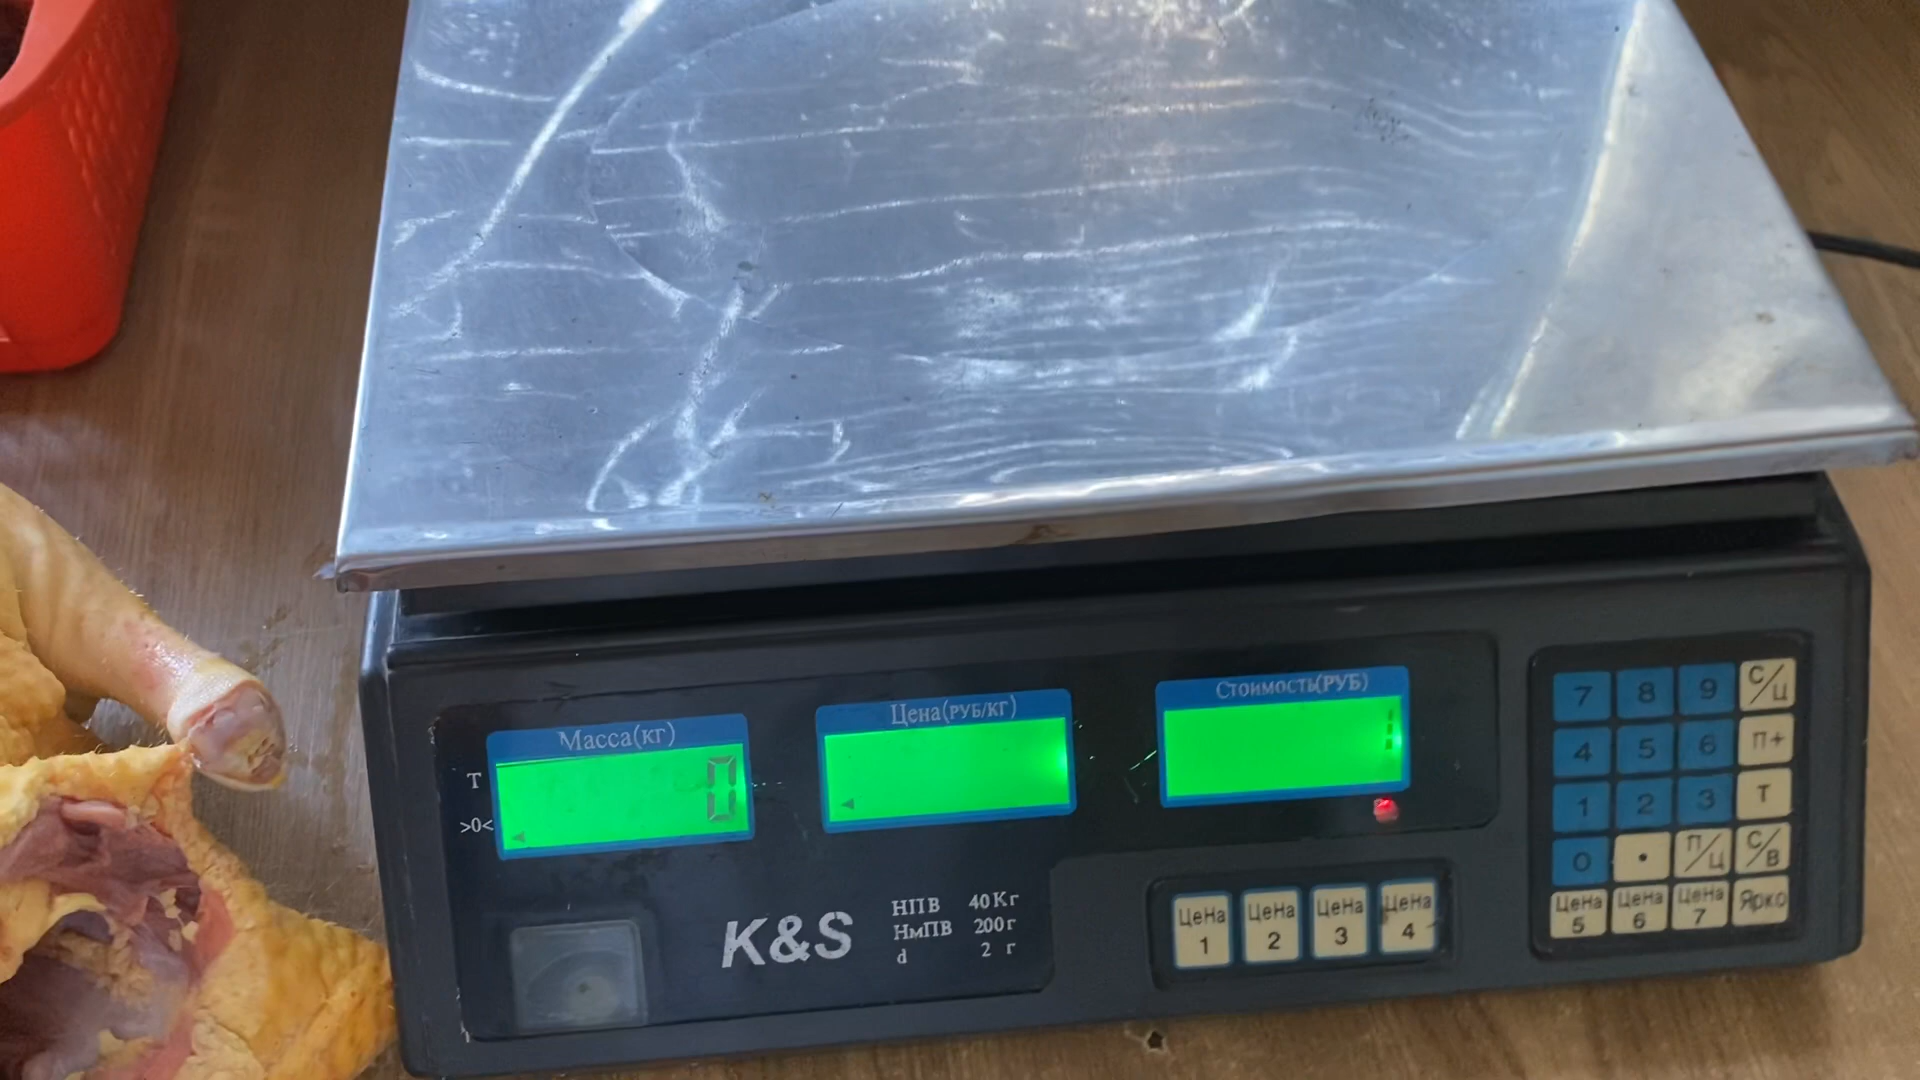 Масса(кг)
Цена(РУБ/кг)
Стоимость(РУБ)
T
>0<
0
K&S
НПВ 40Кг
НмПВ 200г
d 2 г
Цена 1
Цена 2
Цена 3
Цена 4
7 8 9 С/Ц
4 5 6 П+
1 2 3 Т
0 • П/Ц С/В
Цена 5
Цена 6
Цена 7
Ярко